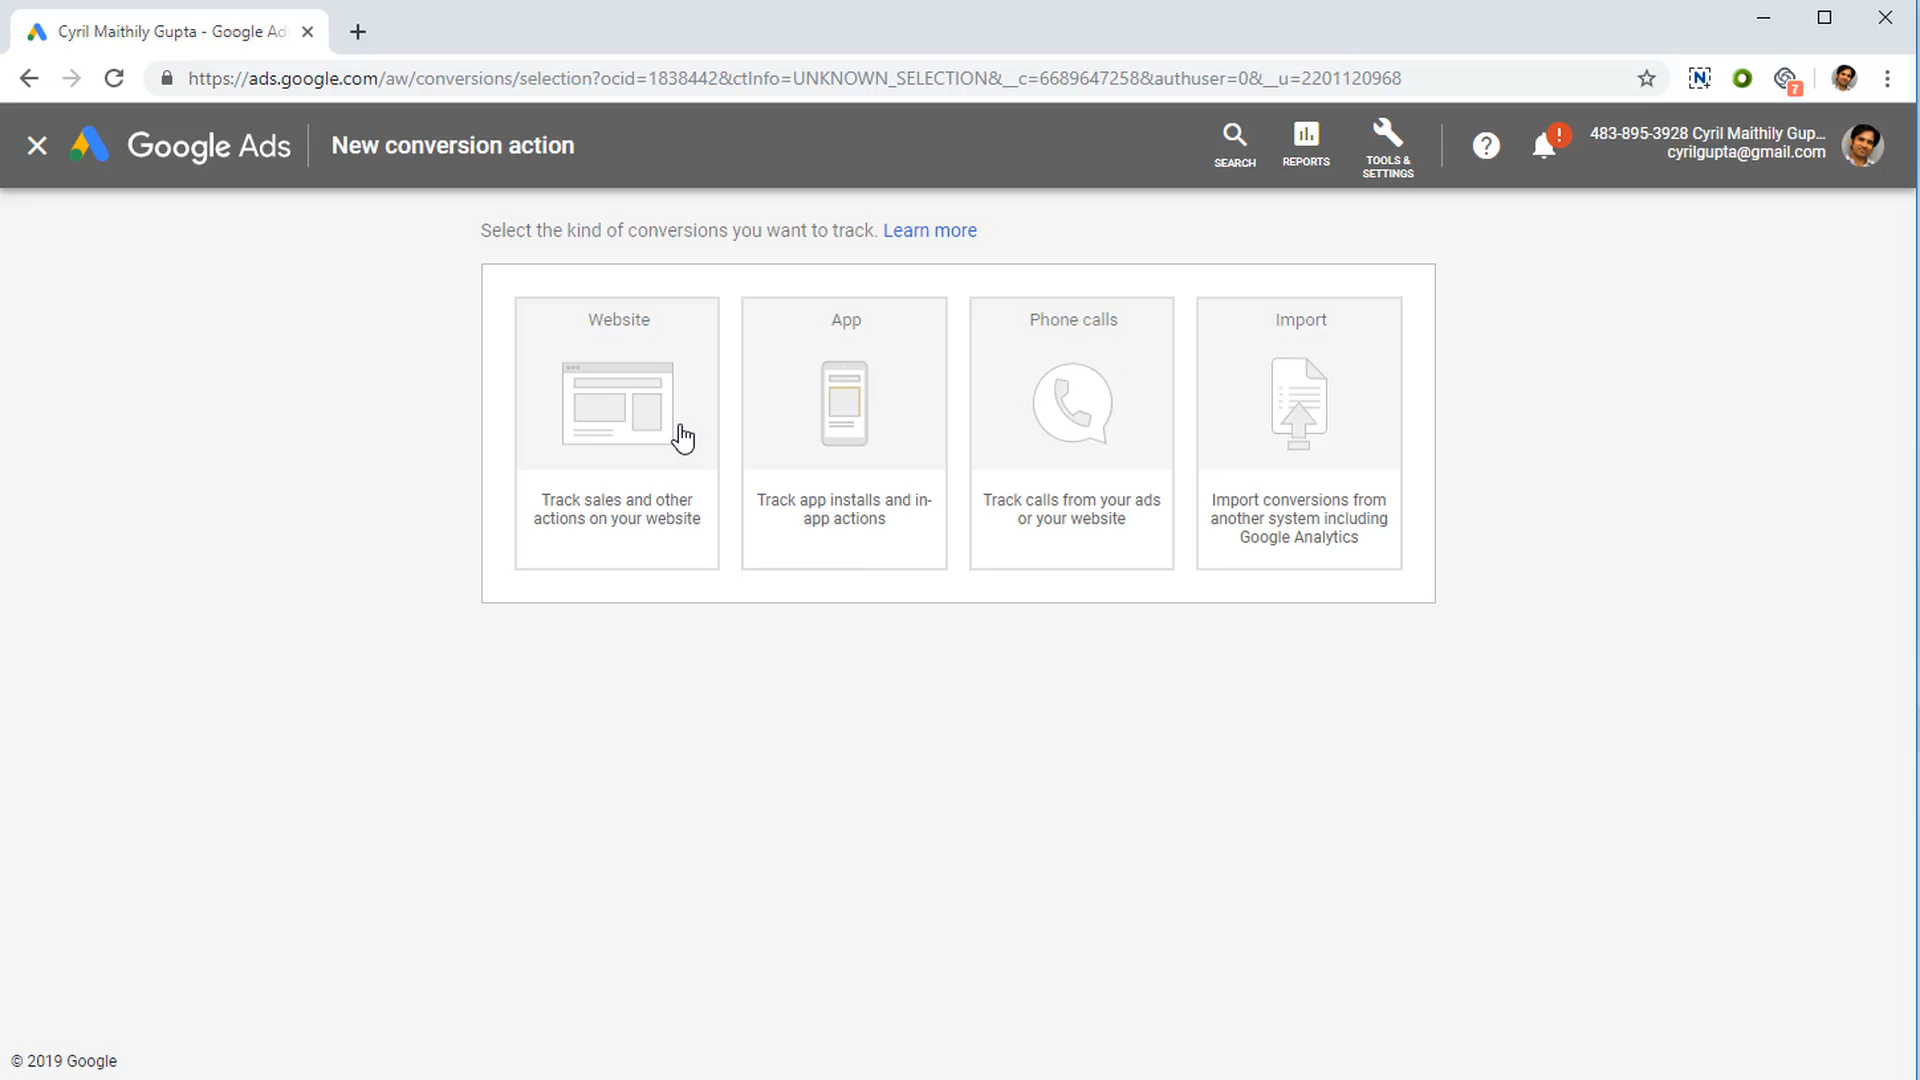 Cyril Maithily Gupta - Google Ad
https://ads.google.com/aw/conversions/selection?ocid=1838442&ctInfo=UNKNOWN_SELECTION&__c=6689647258&authuser=0&__u=2201120968
7
Google Ads
New conversion action
SEARCH
REPORTS
TOOLS &
SETTINGS
?
!
483-895-3928 Cyril Maithily Gup...
cyrilgupta@gmail.com
Select the kind of conversions you want to track. Learn more
Website
Track sales and other
actions on your website
App
Track app installs and in-
app actions
Phone calls
Track calls from your ads
or your website
Import
Import conversions from
another system including
Google Analytics
© 2019 Google